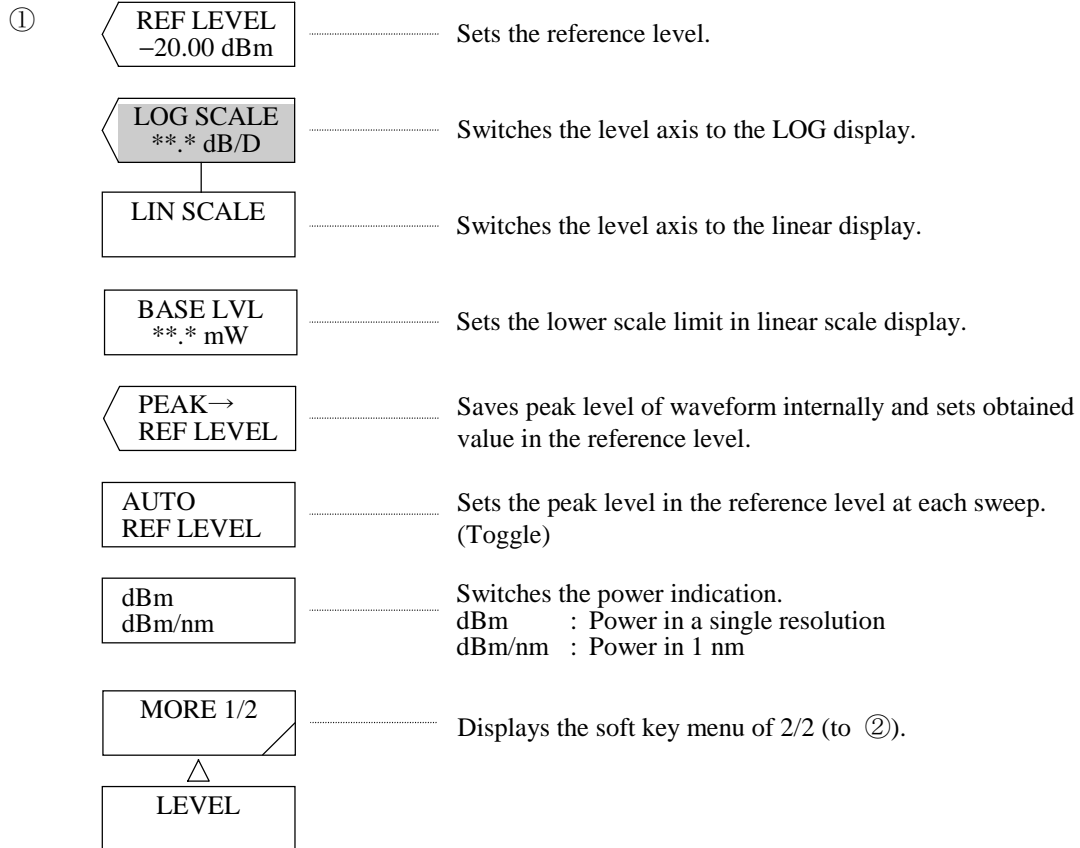 ①
REF LEVEL
−20.00 dBm
Sets the reference level.
LOG SCALE
**.* dB/D
Switches the level axis to the LOG display.
LIN SCALE
Switches the level axis to the linear display.
BASE LVL
**.* mW
Sets the lower scale limit in linear scale display.
PEAK→
REF LEVEL
Saves peak level of waveform internally and sets obtained
value in the reference level.
AUTO
REF LEVEL
Sets the peak level in the reference level at each sweep.
(Toggle)
dBm
dBm/nm
Switches the power indication.
dBm : Power in a single resolution
dBm/nm : Power in 1 nm
MORE 1/2
Displays the soft key menu of 2/2 (to ②).
LEVEL